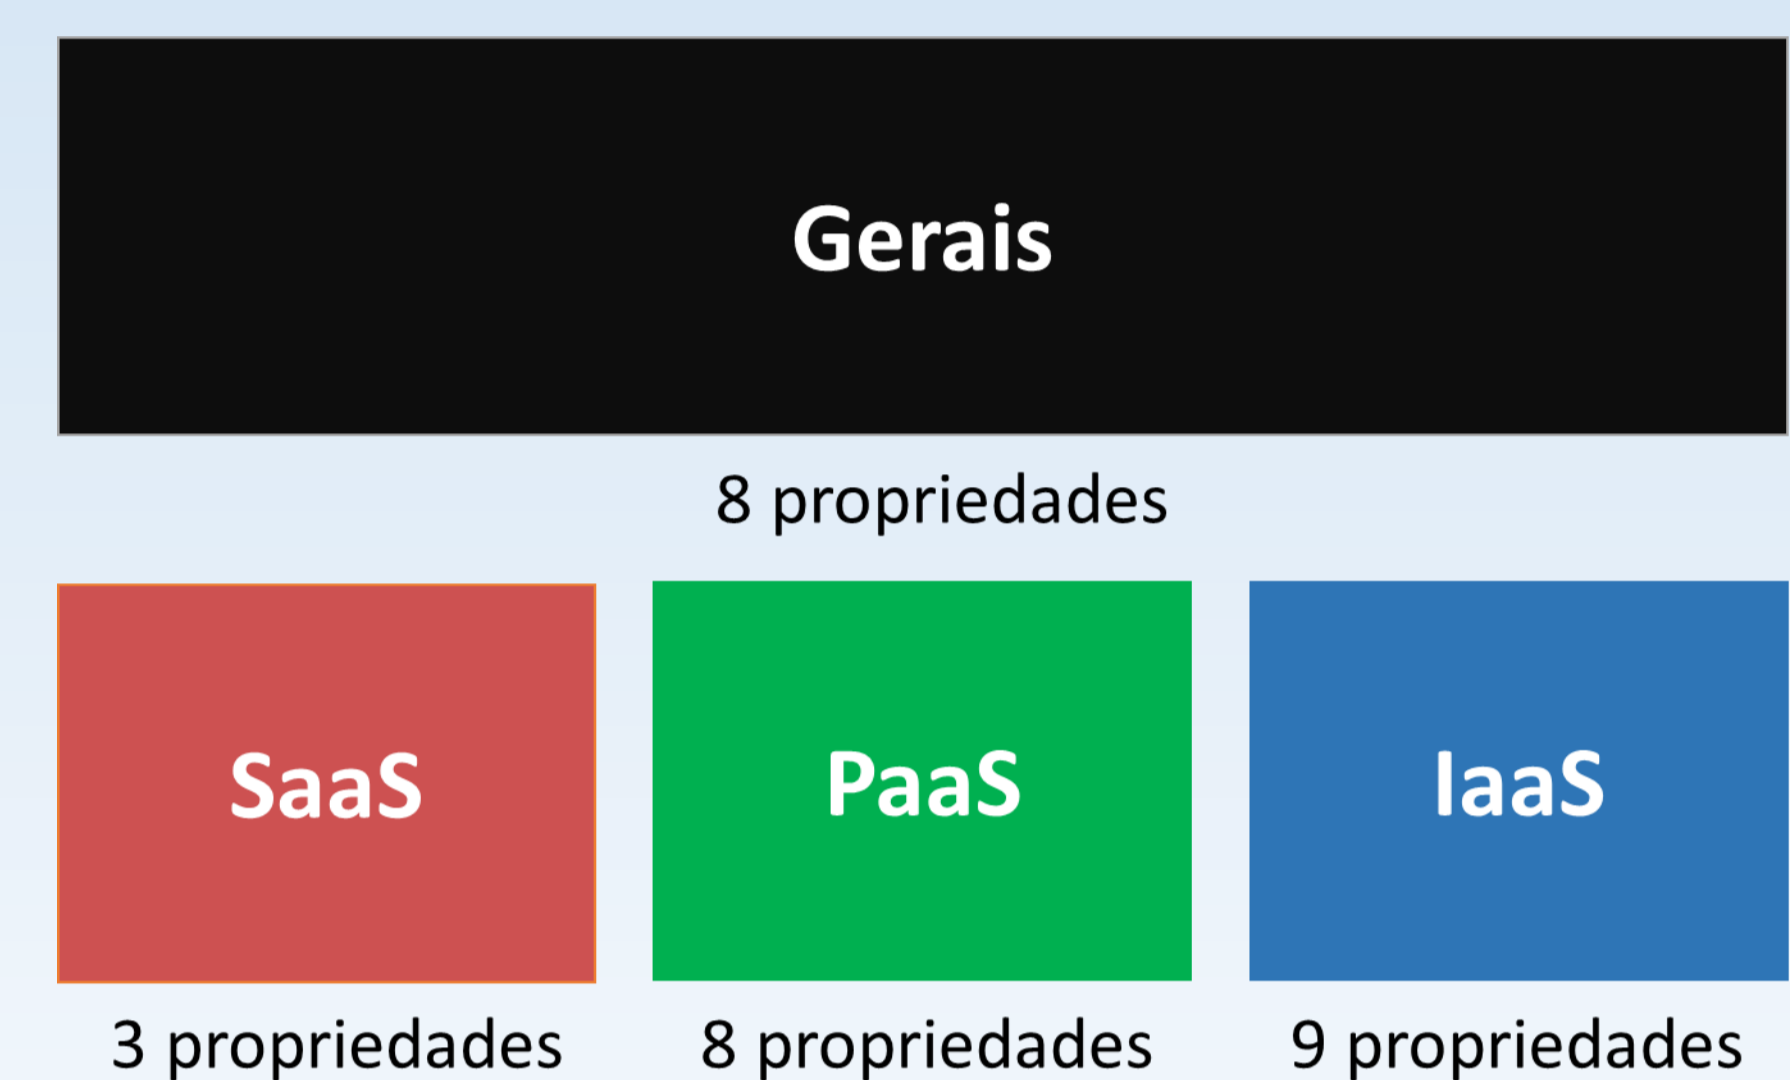 Gerais
8 propriedades
SaaS
PaaS
IaaS
3 propriedades
8 propriedades
9 propriedades